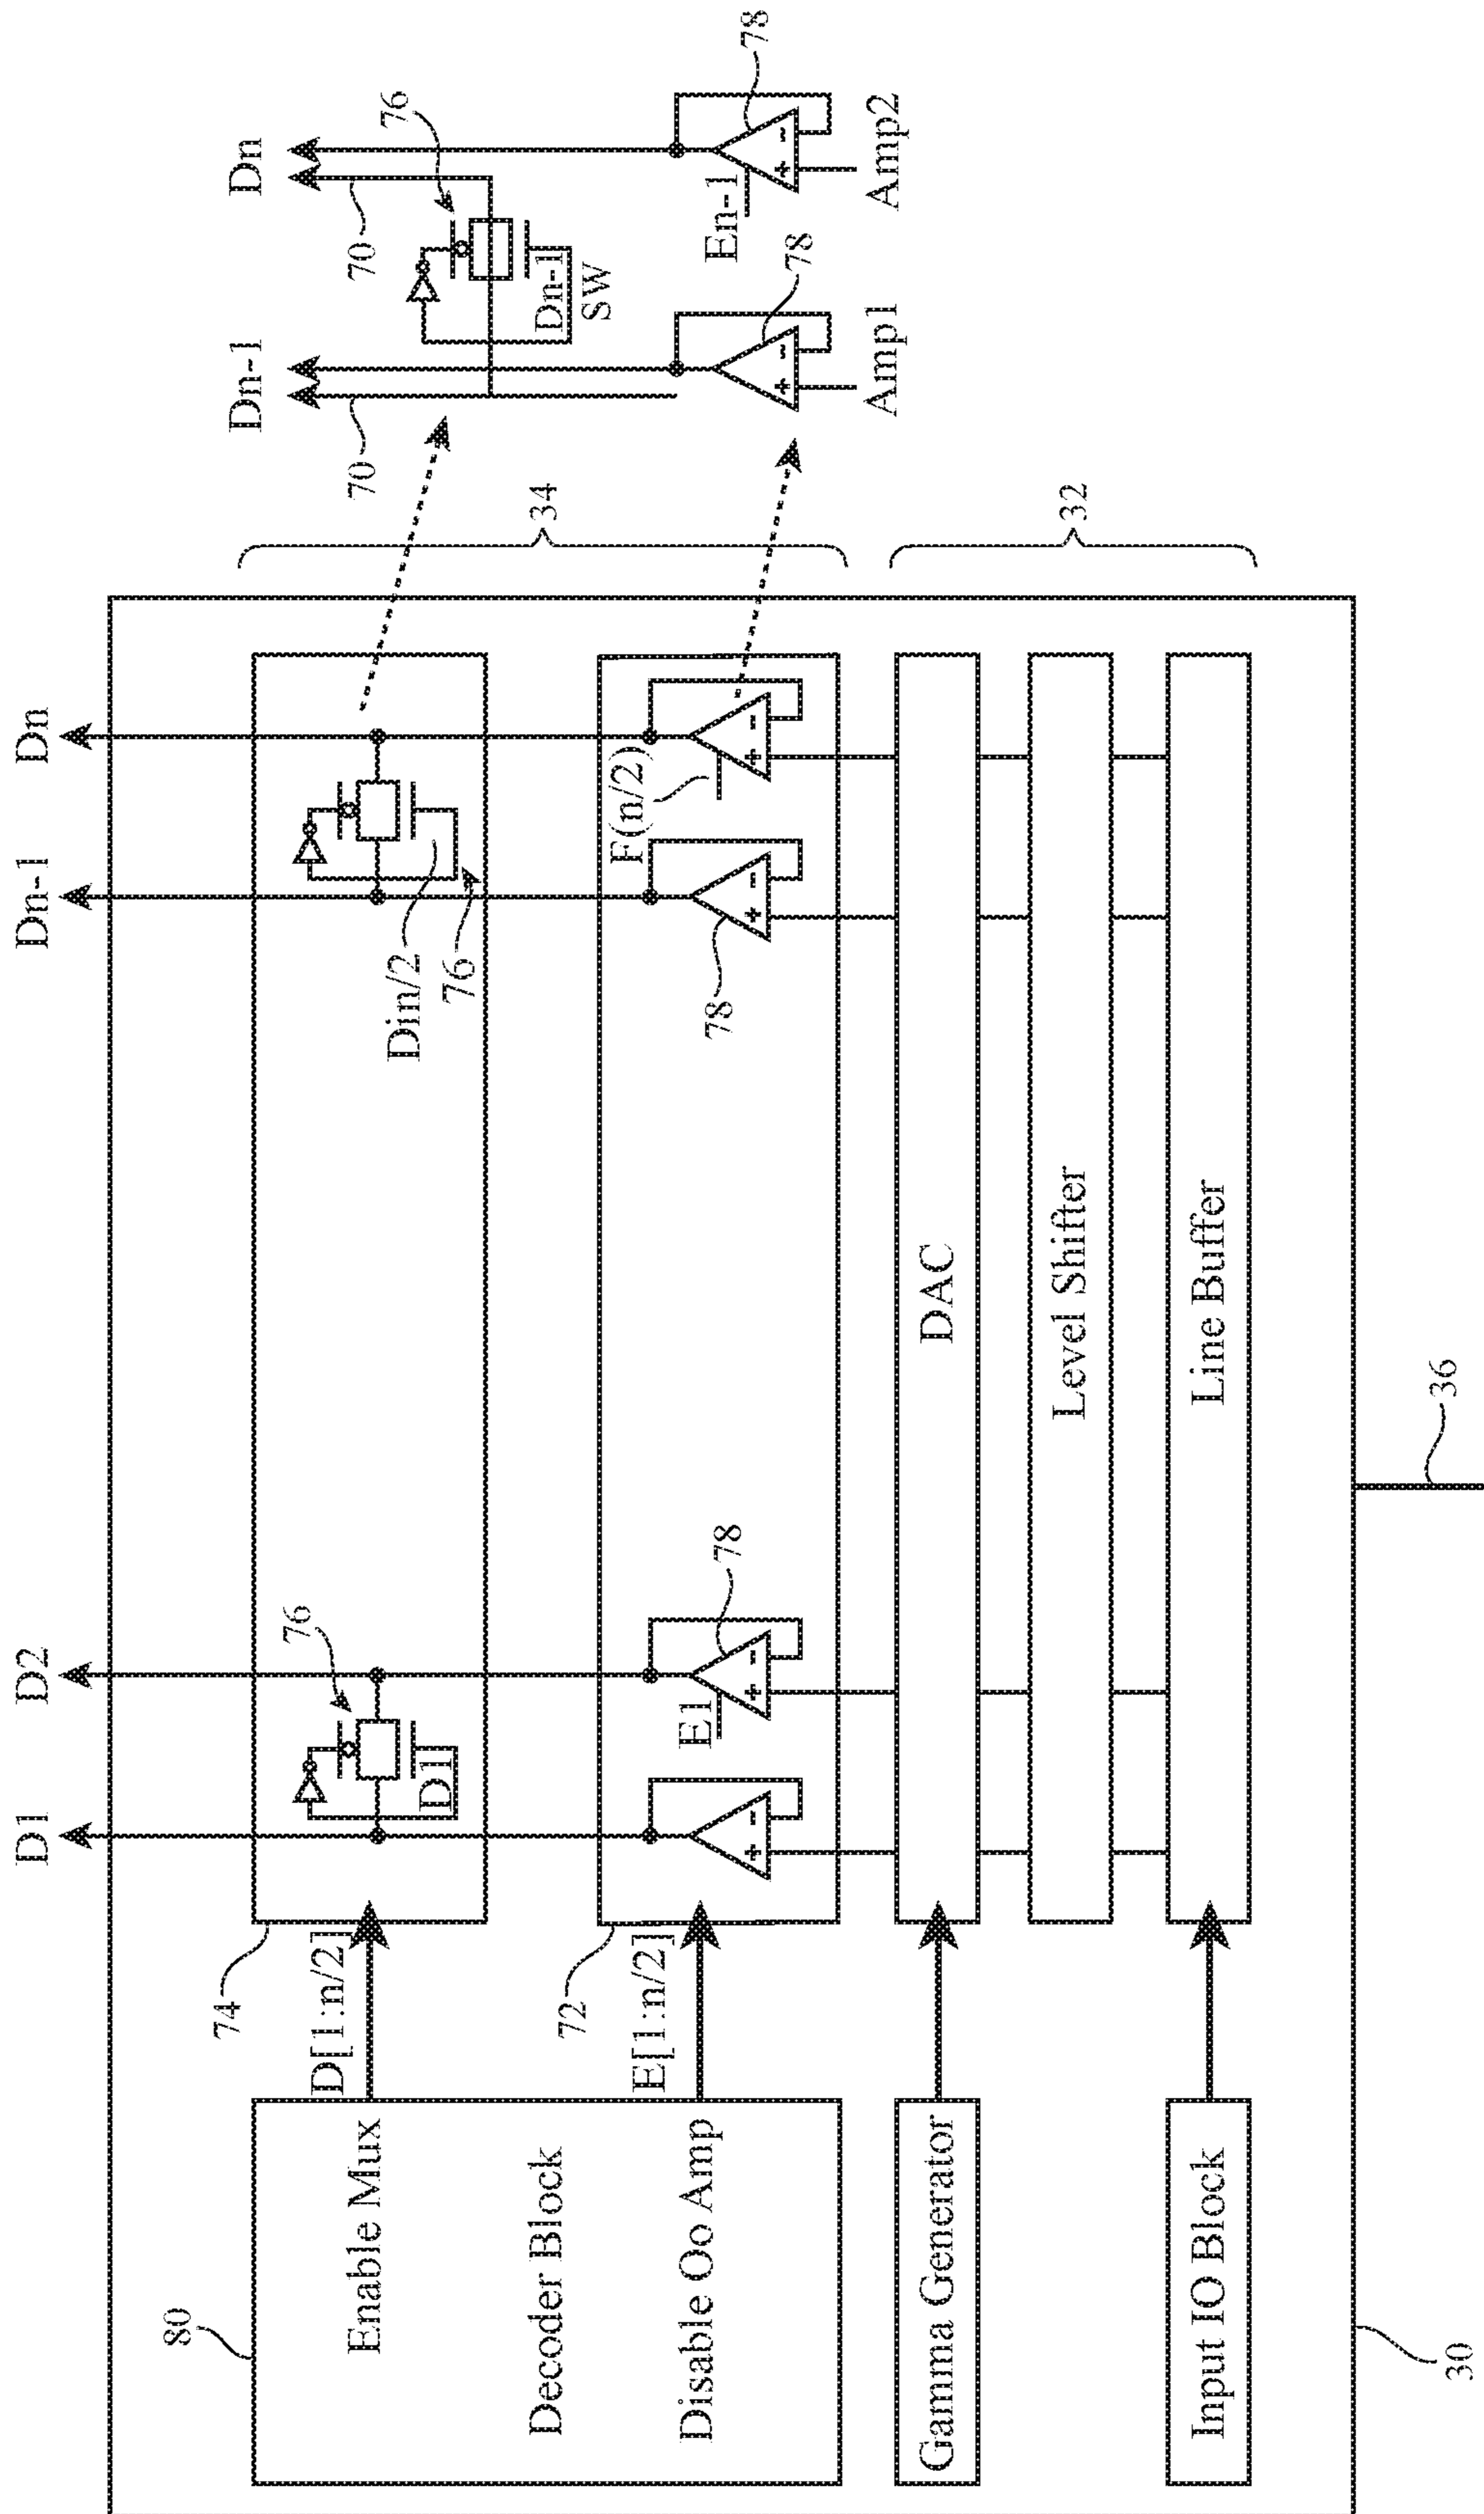 D1
D2
Dn-1
Dn
80
Enable Mux
Decoder Block
Disable Oo Amp
74
D[1:n/2]
72
E[1:n/2]
76
D1
E1
78
Din/2
76
F(n/2)
78
34
Gamma Generator
DAC
Level Shifter
Input IO Block
Line Buffer
32
30
36
Dn-1
Dn
70
70
76
Dn-1
SW
En-1
78
78
Amp1
Amp2